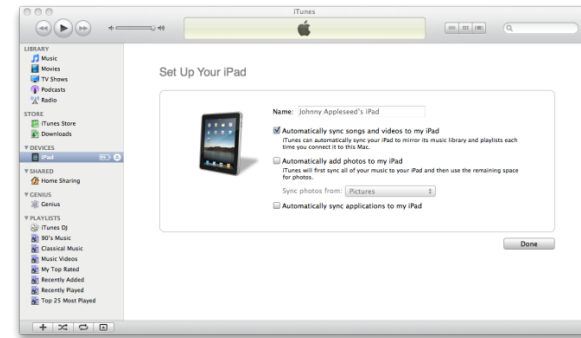 iTunes
LIBRARY
Music
Movies
TV Shows
Podcasts
Radio
STORE
iTunes Store
Downloads
DEVICES
iPad
SHARED
Home Sharing
GENIUS
Genius
PLAYLISTS
iTunes DJ
90's Music
Classical Music
Music Videos
My Top Rated
Recently Added
Recently Played
Top 25 Most Played
Set Up Your iPad
Name: Johnny Appleseed's iPad
Automatically sync songs and videos to my iPad
iTunes can automatically sync your iPad to mirror its music library and playlists each
time you connect it to this Mac.
Automatically add photos to my iPad
iTunes will first sync all of your music to your iPad and then use the remaining space
for photos.
Sync photos from: Pictures
Automatically sync applications to my iPad
Done